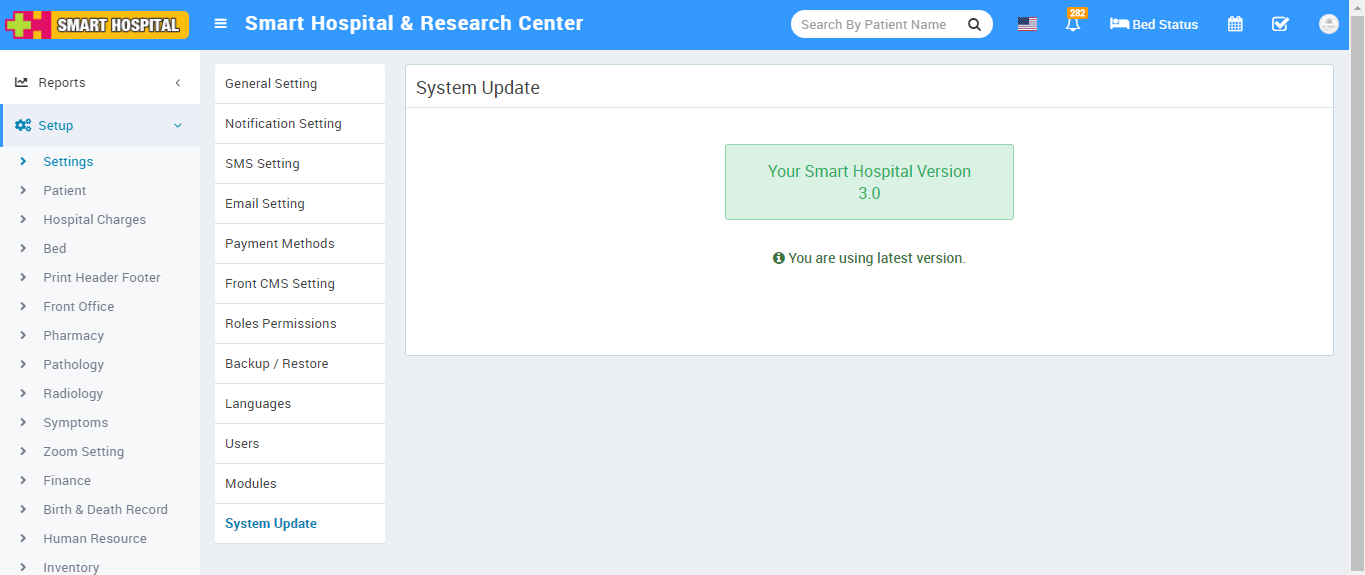 SMART HOSPITAL
Smart Hospital & Research Center
Search By Patient Name
282
Bed Status
Reports
Setup
Settings
Patient
Hospital Charges
Bed
Print Header Footer
Front Office
Pharmacy
Pathology
Radiology
Symptoms
Zoom Setting
Finance
Birth & Death Record
Human Resource
Inventory
General Setting
Notification Setting
SMS Setting
Email Setting
Payment Methods
Front CMS Setting
Roles Permissions
Backup / Restore
Languages
Users
Modules
System Update
System Update
Your Smart Hospital Version
3.0
You are using latest version.